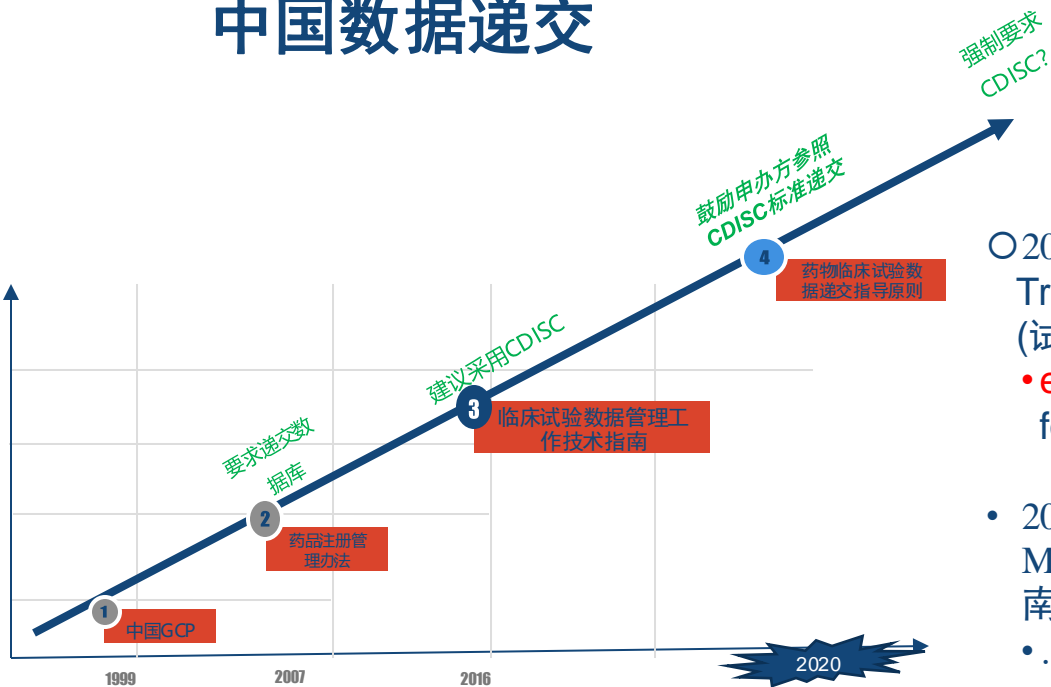 中国数据递交
强制要求
CDISC?
鼓励申办方参照
CDISC标准递交
4
药物临床试验数
据递交指导原则
建议采用CDISC
3
临床试验数据管理工
作技术指南
要求递交数
据库
2
药品注册管
理办法
1
中国GCP
1999
2007
2016
2020
20
Tr
(试
•e
f
• 20
M
南
• .